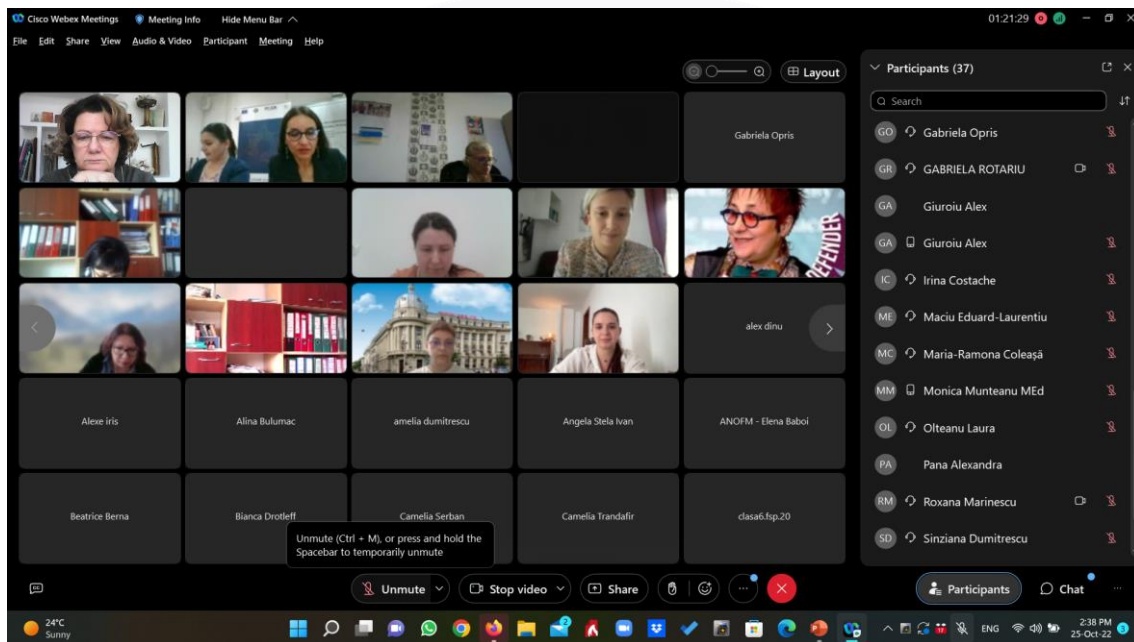 Cisco Webex Meetings Meeting Info Hide Menu Bar 01:21:29
File Edit Share View Audio & Video Participant Meeting Help
Layout
Participants (37)
Search
Gabriela Opris
GO Gabriela Opris
GR GABRIELA ROTARIU
GA Giuroiu Alex
GA Giuroiu Alex
DEFENDER
IC Irina Costache
ME Maciu Eduard-Laurentiu
alex dinu
MC Maria-Ramona Coleașă
MM Monica Munteanu MEd
Alexe iris
Alina Bulumac
amelia dumitrescu
Angela Stela Ivan
ANOFM - Elena Baboi
OL Olteanu Laura
PA Pana Alexandra
Beatrice Berna
Bianca Drotleff
Camelia Serban
Camelia Trandafir
clasa6.fsp.20
RM Roxana Marinescu
SD Sinziana Dumitrescu
Unmute (Ctrl + M), or press and hold the
Spacebar to temporarily unmute
Unmute Stop video Share Participants Chat
24°C
Sunny
ENG
2:38 PM
25-Oct-22
3